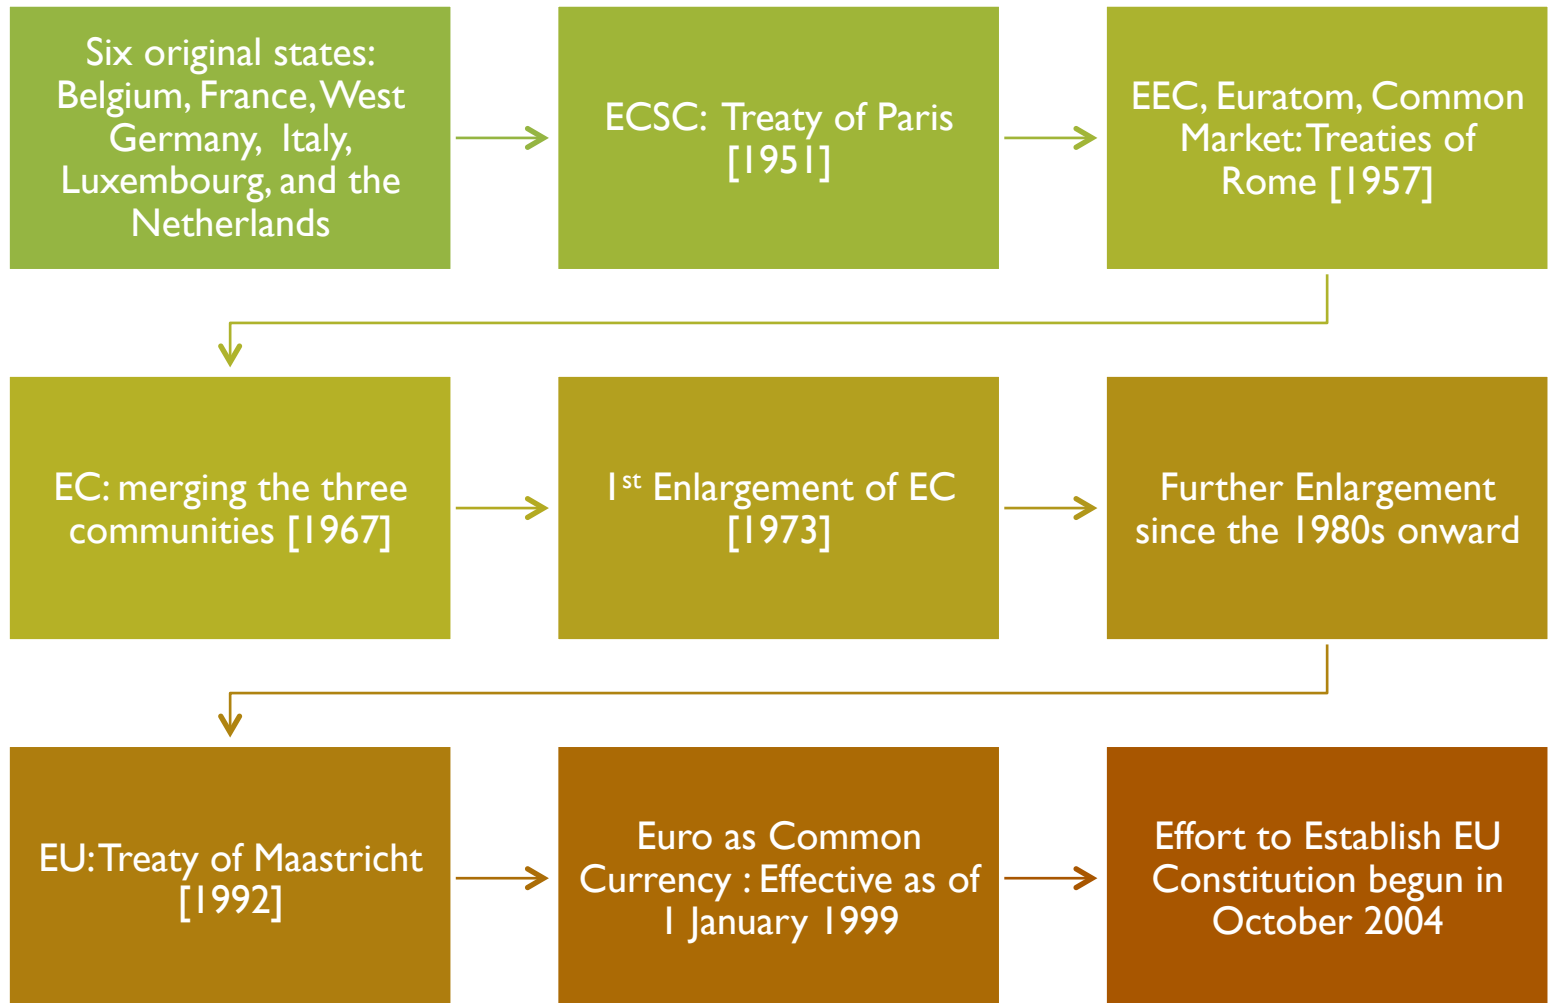 Six original states:
Belgium, France, West
Germany, Italy,
Luxembourg, and the
Netherlands
ECSC: Treaty of Paris
[1951]
EEC, Euratom, Common
Market: Treaties of
Rome [1957]
EC: merging the three
communities [1967]
1st Enlargement of EC
[1973]
Further Enlargement
since the 1980s onward
EU: Treaty of Maastricht
[1992]
Euro as Common
Currency : Effective as of
1 January 1999
Effort to Establish EU
Constitution begun in
October 2004